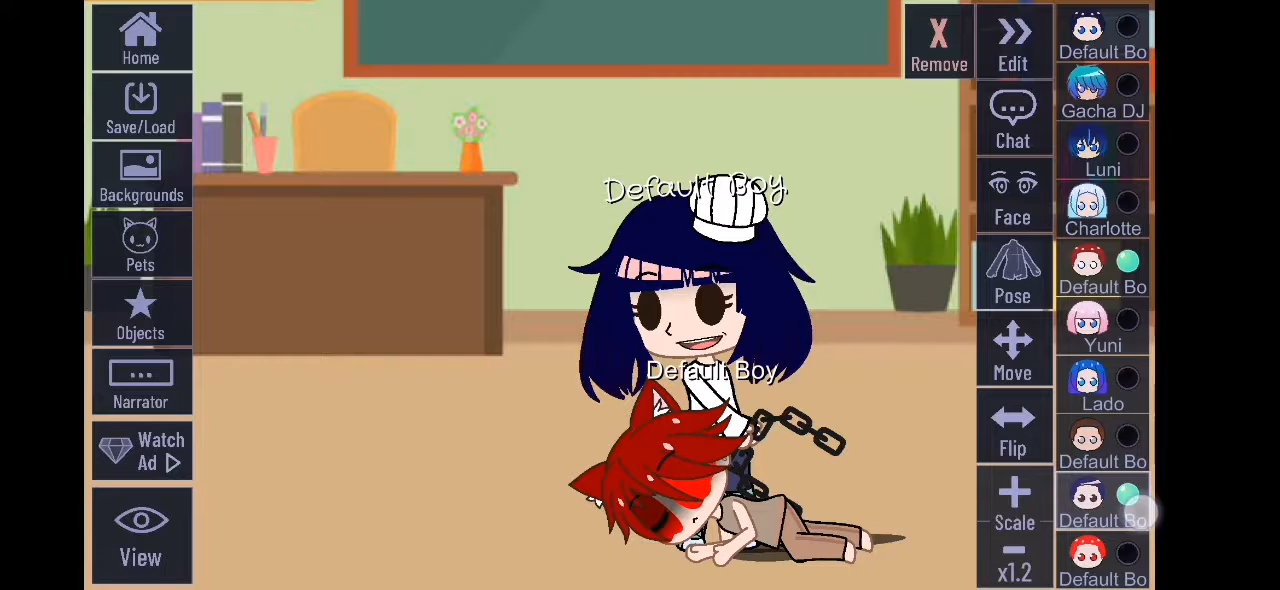 Home
Save/Load
Backgrounds
Pets
Objects
Narrator
Watch
Ad
View
Default Boy
Default Boy
X
Remove
Edit
Chat
Face
Pose
Move
Flip
Scale
x1.2
Default Bo
Gacha DJ
Luni
Charlotte
Default Bo
Yuni
Lado
Default Bo
Default Bo
Default Bo